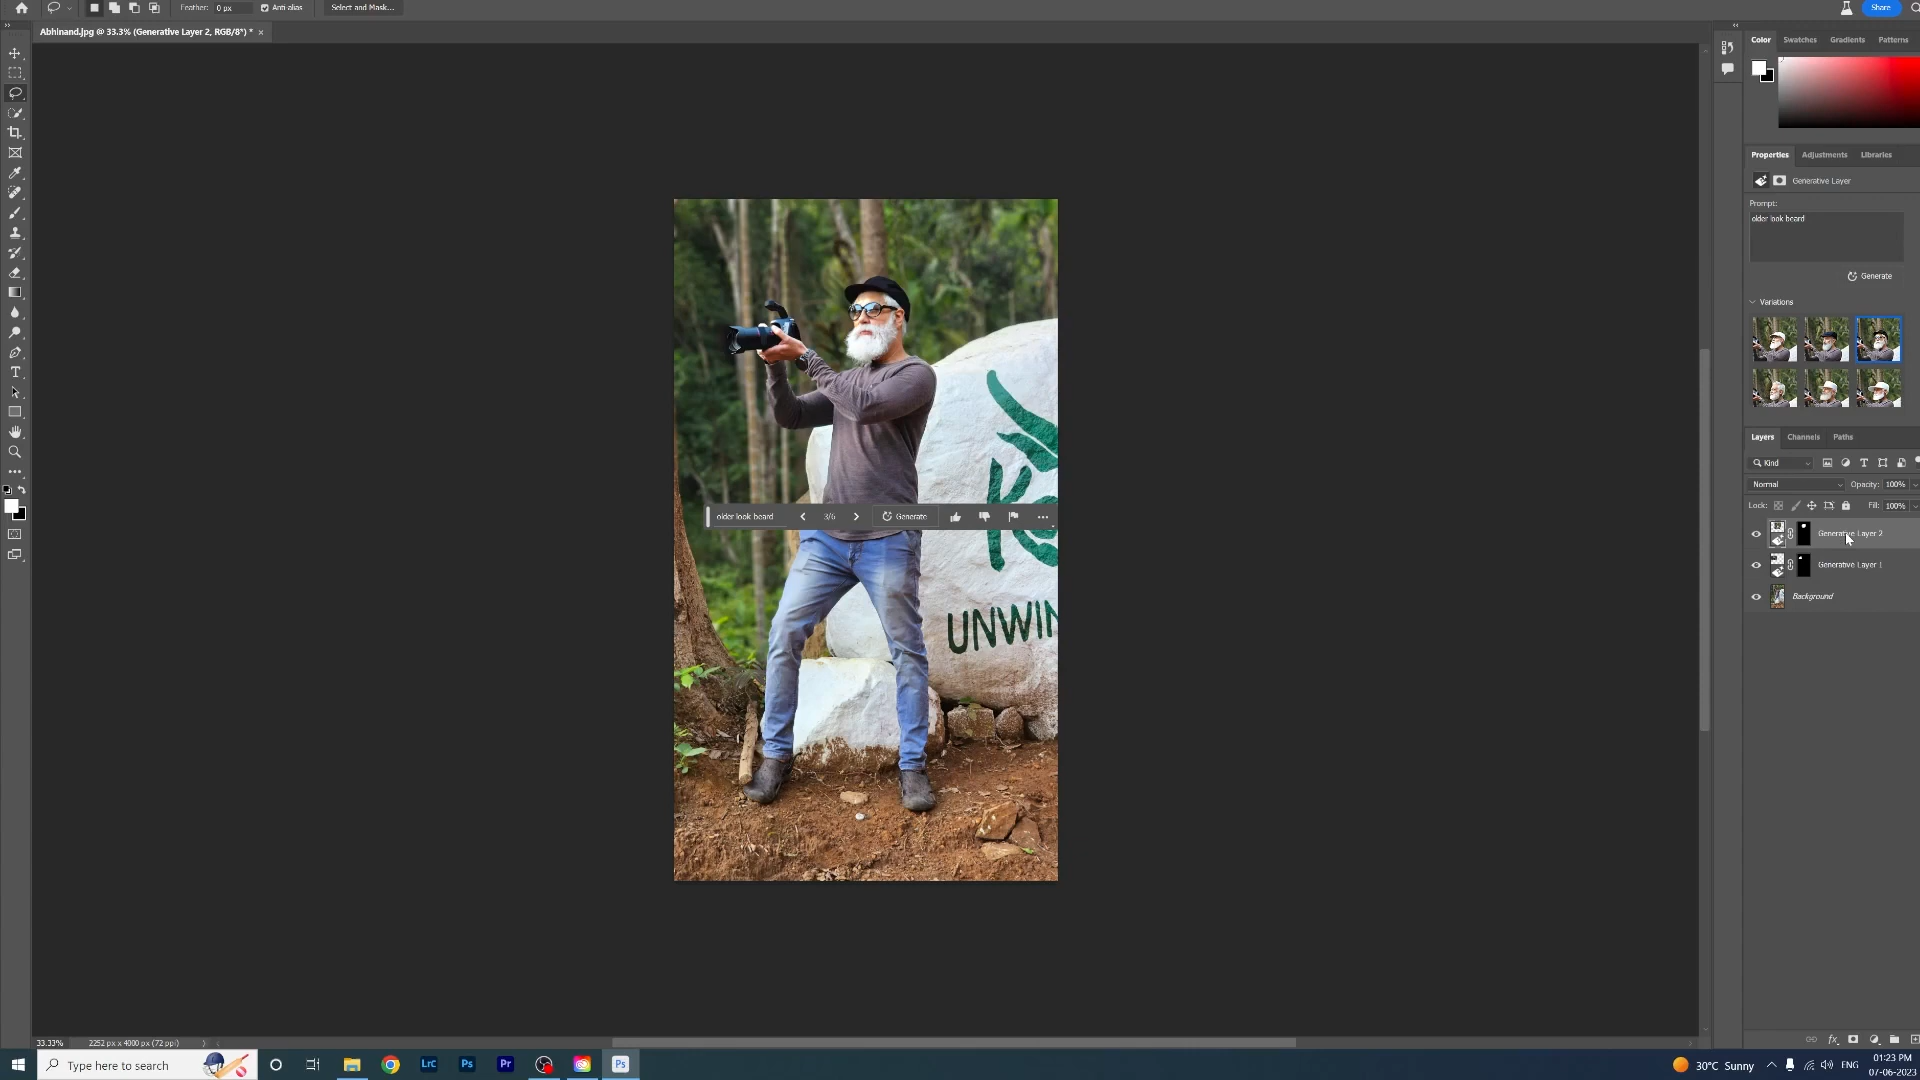 Feather: 0 px Anti-alias Select and Mask... Share
Abhinand.jpg @ 33.3% (Generative Layer 2, RGB/8*) * ×
Color Swatches Gradients Patterns
Properties Adjustments Libraries
Generative Layer
Prompt:
older look beard
Generate
Variations
Layers Channels Paths
Kind
Normal Opacity: 100%
Lock: Fill: 100%
Generative Layer 2
Generative Layer 1
Background
older look beard 3/6 Generate
UNWIN
33.33% 2252 px x 4000 px (72 ppi)
Type here to search LrC Ps Pr Ps 30°C Sunny ENG 01:23 PM
07-06-2023